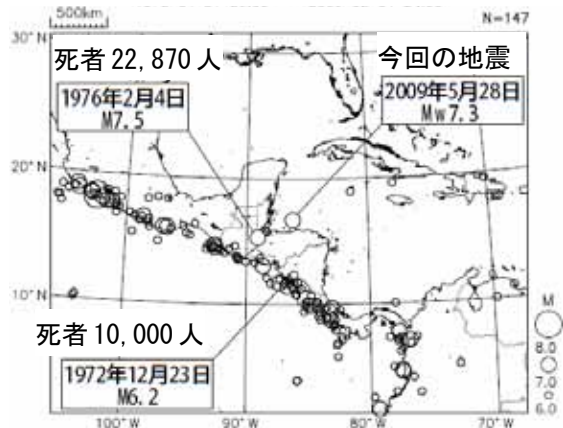 500km
N=147
30°N
死者 22,870 人
今回の地震
1976年2月4日
M7.5
2009年5月28日
Mw7.3
20°N
10°N
死者 10,000 人
1972年12月23日
M6.2
M
8.0
7.0
6.0
100°W
90°W
80°W
70°W